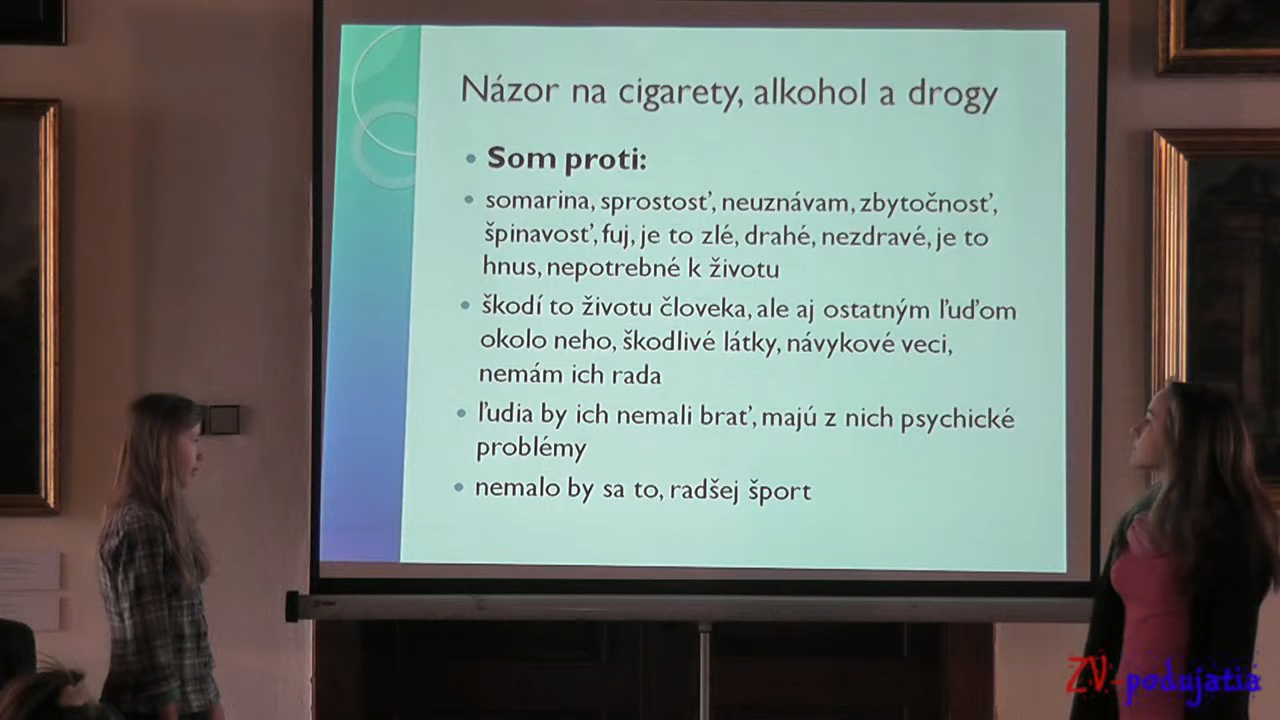 Názor na cigarety, alkohol a drogy
Som proti:
somarina, sprostosť, neuznávam, zbytočnosť,
špinavosť, fuj, je to zlé, drahé, nezdravé, je to
hnus, nepotrebné k životu
škodí to životu človeka, ale aj ostatným ľuďom
okolo neho, škodlivé látky, návykové veci,
nemám ich rada
ľudia by ich nemali brať, majú z nich psychické
problémy
nemalo by sa to, radšej šport
ZV-podujatia